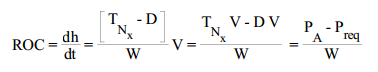 ROC = dh/dt = [T_Nx - D]/W V = (T_Nx V - D V)/W = (P_A - P_req)/W